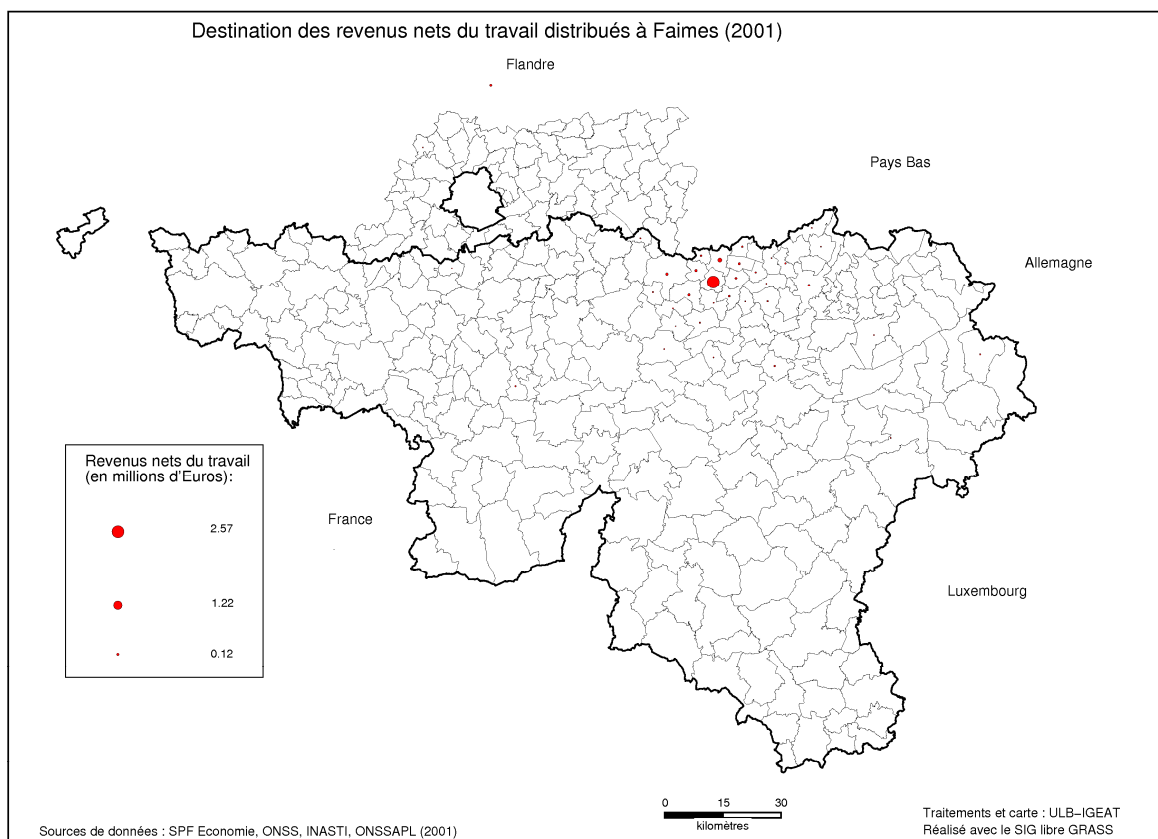 Destination des revenus nets du travail distribués à Faimes (2001)
Flandre
Pays Bas
Allemagne
Revenus nets du travail
(en millions d'Euros):
2.57
1.22
0.12
France
Luxembourg
0 15 30
kilomètres
Sources de données : SPF Economie, ONSS, INASTI, ONSSAPL (2001)
Traitements et carte : ULB-IGEAT
Réalisé avec le SIG libre GRASS